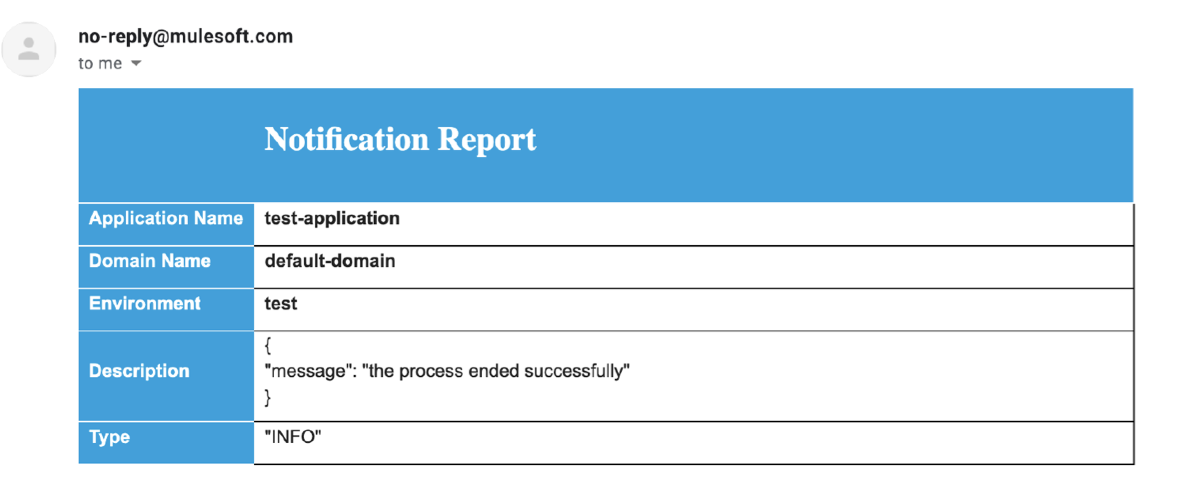 no-reply@mulesoft.com
to me
Notification Report
Application Name test-application
Domain Name default-domain
Environment test
{
Description "message": "the process ended successfully"
}
Type "INFO"